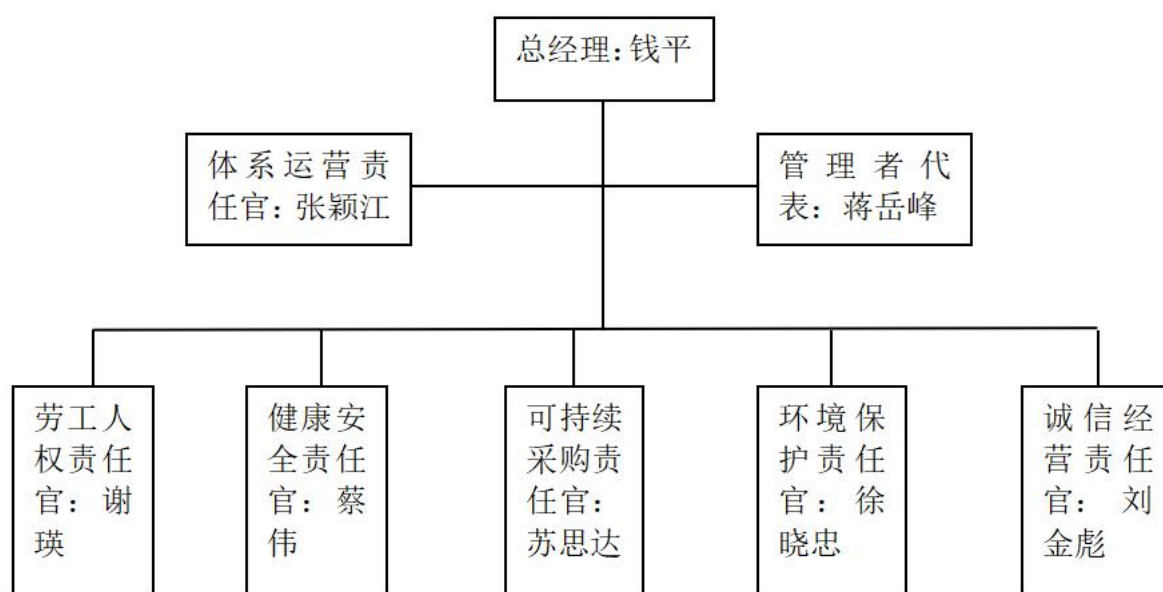 总经理：钱平
体系运营责
任官：张颖江
管理者代
表：蒋岳峰
劳工人
权责任
官：谢
瑛
健康安
全责任
官：蔡
伟
可持续
采购责
任官：
苏思达
环境保
护责任
官：徐
晓忠
诚信经
营责任
官：刘
金彪